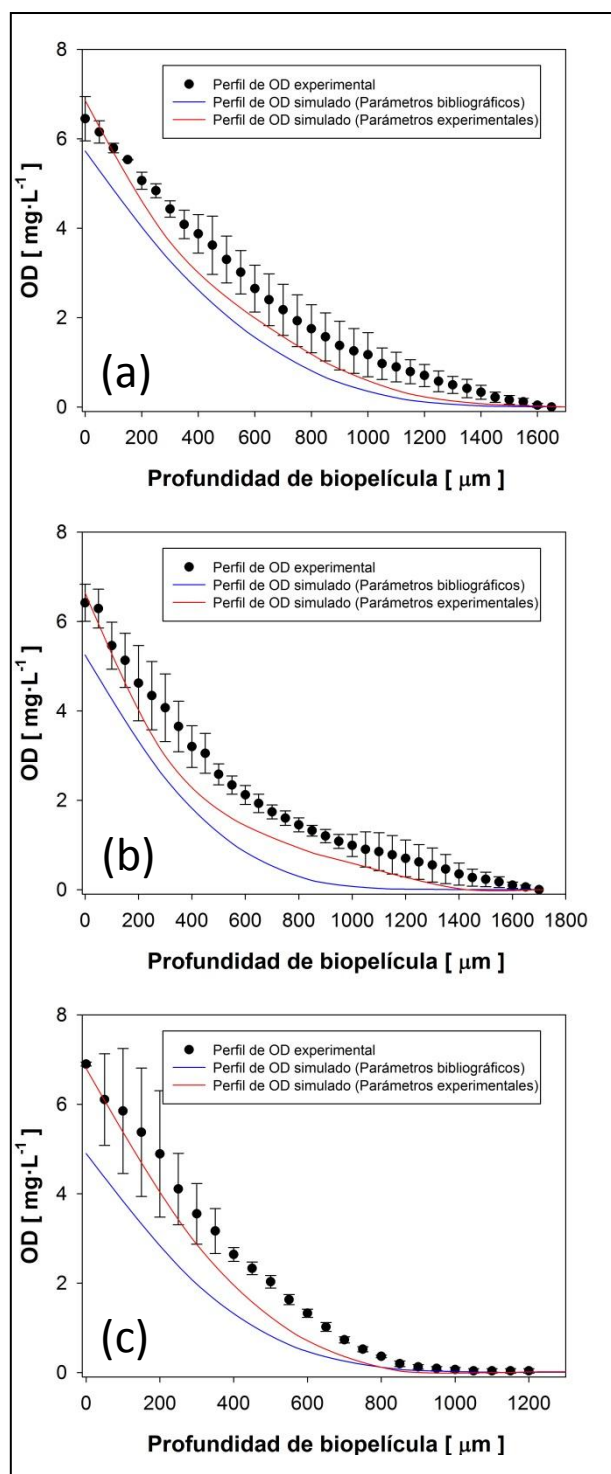 8
Perfil de OD experimental
Perfil de OD simulado (Parámetros bibliográficos)
Perfil de OD simulado (Parámetros experimentales)
6
OD [ mg·L⁻¹ ]
4
2
(a)
0
0 200 400 600 800 1000 1200 1400 1600
Profundidad de biopelícula [ μm ]
8
Perfil de OD experimental
Perfil de OD simulado (Parámetros bibliográficos)
Perfil de OD simulado (Parámetros experimentales)
6
OD [ mg·L⁻¹ ]
4
2
(b)
0
0 200 400 600 800 1000 1200 1400 1600 1800
Profundidad de biopelícula [ μm ]
8
Perfil de OD experimental
Perfil de OD simulado (Parámetros bibliográficos)
Perfil de OD simulado (Parámetros experimentales)
6
OD [ mg·L⁻¹ ]
4
2
(c)
0
0 200 400 600 800 1000 1200
Profundidad de biopelícula [ μm ]